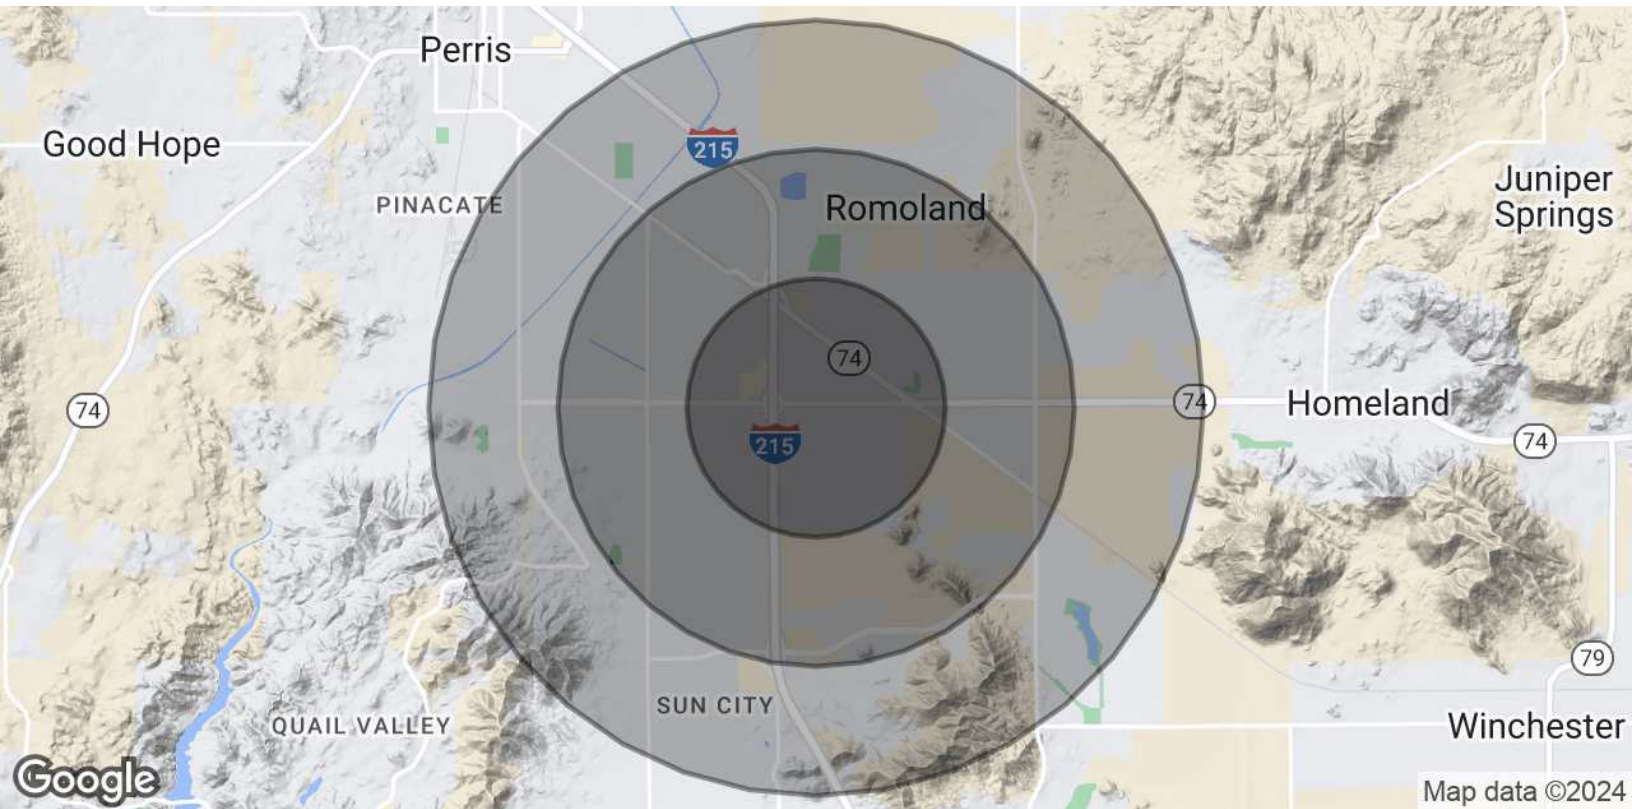 Perris
Good Hope
215
Juniper
Springs
PINACATE
Romoland
74
74
74
Homeland
74
215
79
SUN CITY
QUAIL VALLEY
Winchester
Google
Map data ©2024